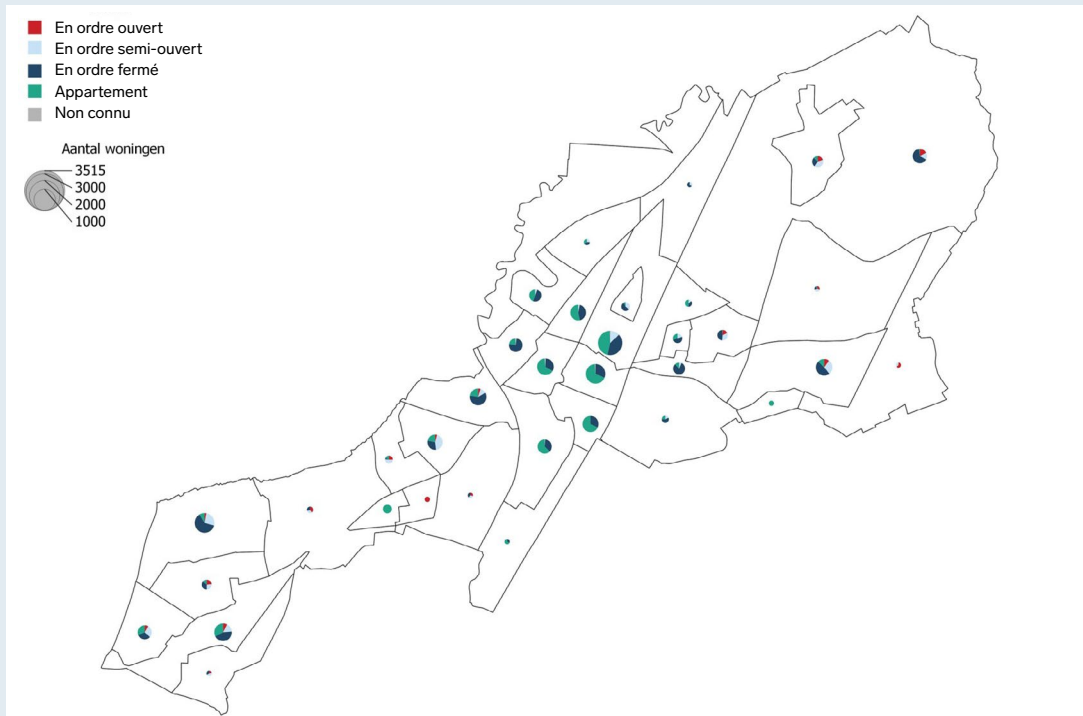 En ordre ouvert
En ordre semi-ouvert
En ordre fermé
Appartement
Non connu
Aantal woningen
3515
3000
2000
1000